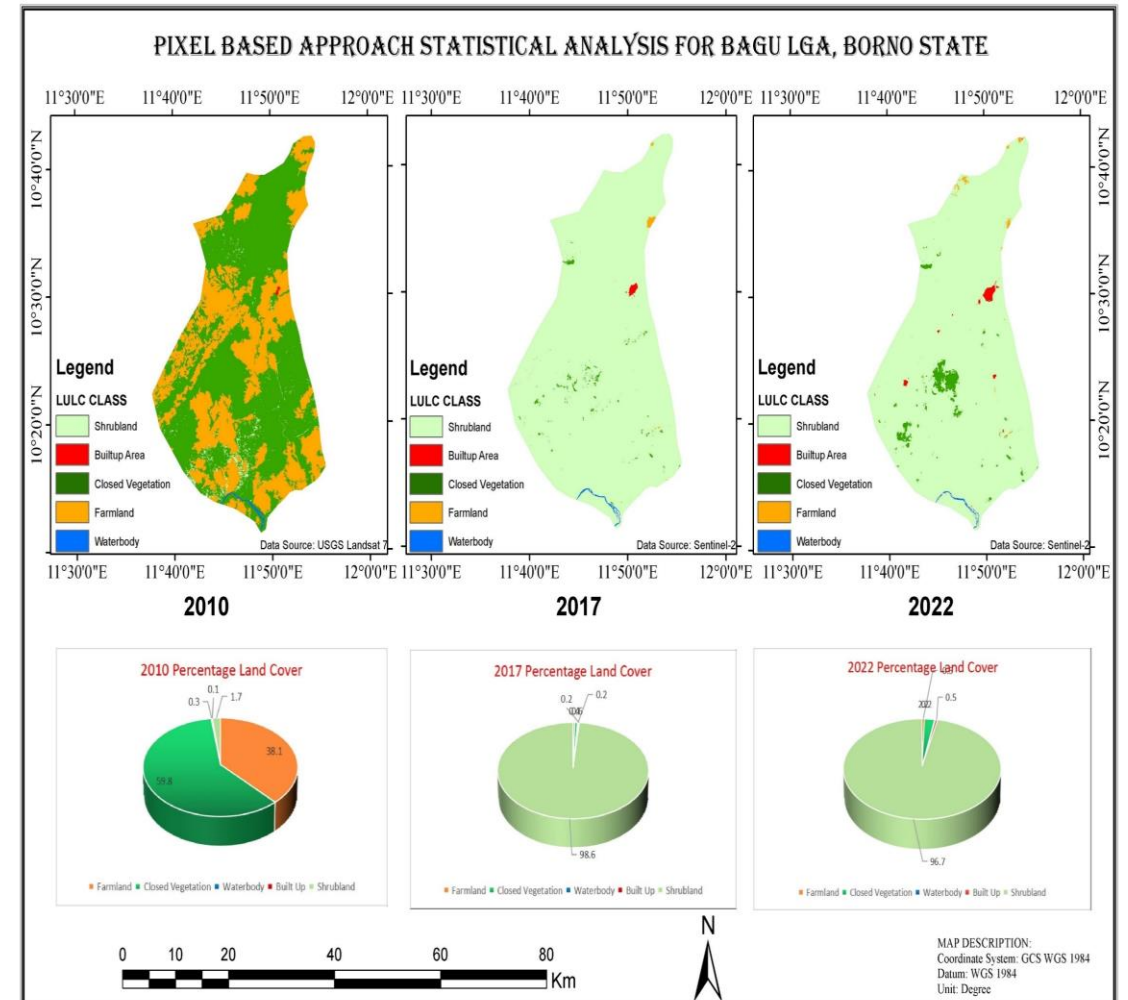 PIXEL BASED APPROACH STATISTICAL ANALYSIS FOR BAGU LGA, BORNO STATE
11°30'0"E 11°40'0"E 11°50'0"E 12°0'0"E
11°30'0"E 11°40'0"E 11°50'0"E 12°0'0"E
11°30'0"E 11°40'0"E 11°50'0"E 12°0'0"E
10°40'0"N
10°30'0"N
10°20'0"N
Legend
LULC CLASS
Shrubland
Builtup Area
Closed Vegetation
Farmland
Waterbody
Data Source: USGS Landsat 7
Legend
LULC CLASS
Shrubland
Builtup Area
Closed Vegetation
Farmland
Waterbody
Data Source: Sentinel-2
Legend
LULC CLASS
Shrubland
Builtup Area
Closed Vegetation
Farmland
Waterbody
Data Source: Sentinel-2
10°40'0"N
10°30'0"N
10°20'0"N
11°30'0"E 11°40'0"E 11°50'0"E 12°0'0"E
11°30'0"E 11°40'0"E 11°50'0"E 12°0'0"E
11°30'0"E 11°40'0"E 11°50'0"E 12°0'0"E
2010
2017
2022
2010 Percentage Land Cover
0.1
0.3
1.7
38.1
59.8
Farmland Closed Vegetation Waterbody Built Up Shrubland
2017 Percentage Land Cover
0.2
0.2
98.6
Farmland Closed Vegetation Waterbody Built Up Shrubland
2022 Percentage Land Cover
0.5
96.7
Farmland Closed Vegetation Waterbody Built Up Shrubland
0 10 20 40 60 80
Km
N
MAP DESCRIPTION:
Coordinate System: GCS WGS 1984
Datum: WGS 1984
Unit: Degree